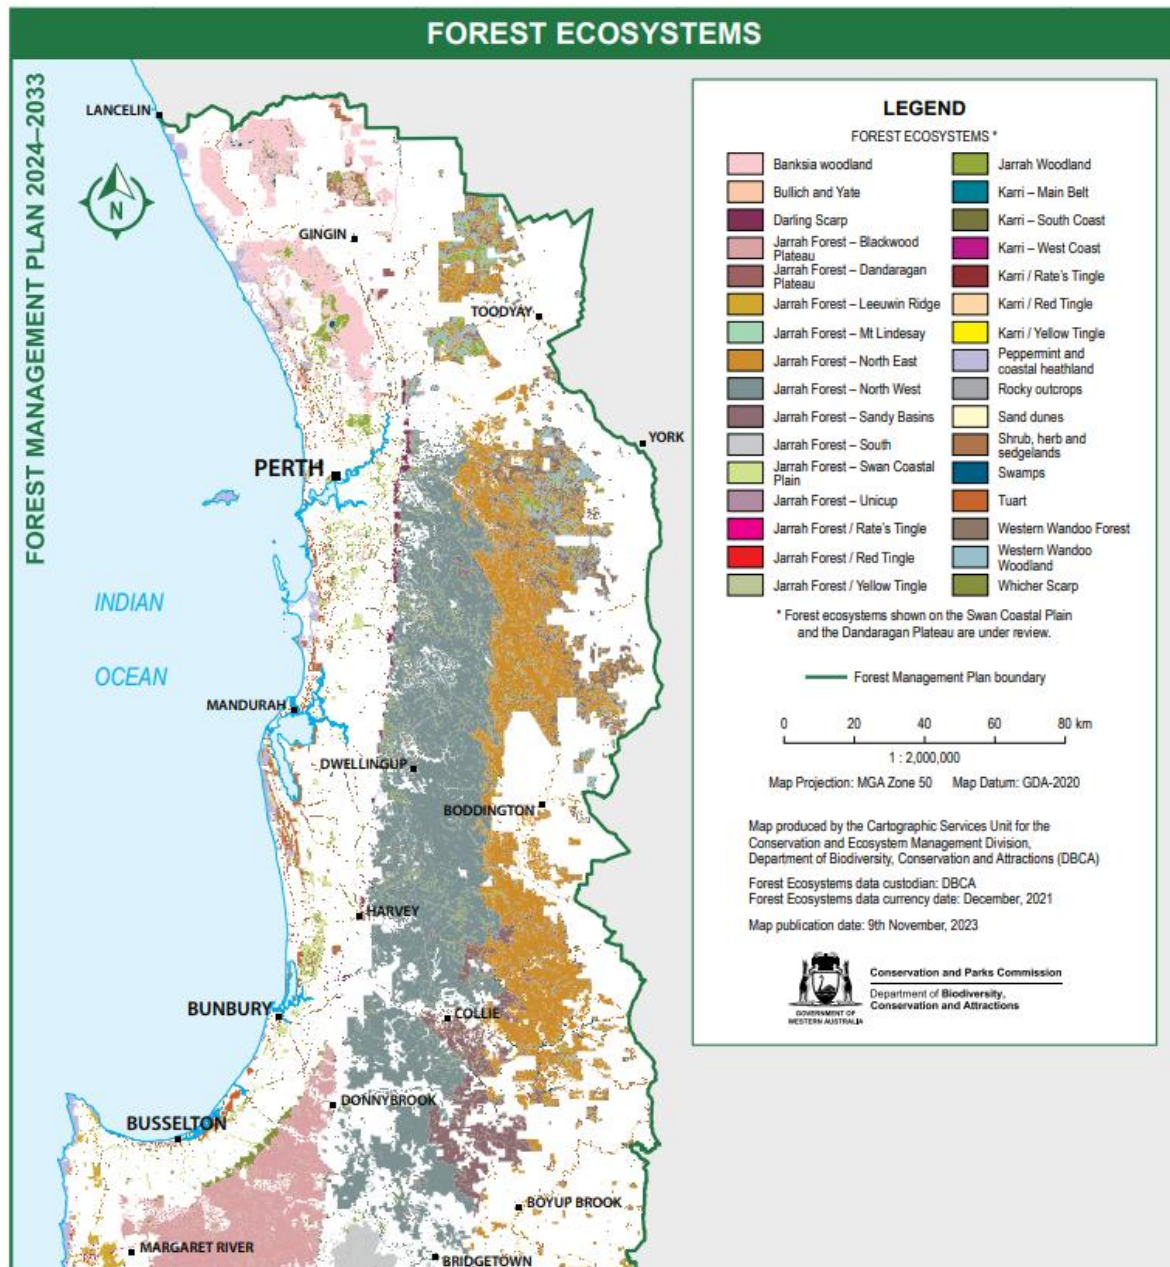 FOREST ECOSYSTEMS
FOREST MANAGEMENT PLAN 2024–2033
LANCELIN
N
GINGIN
TOODYAY
YORK
PERTH
INDIAN
OCEAN
MANDURAH
DWELLINGUP
BODDINGTON
HARVEY
BUNBURY
COLLIE
DONNYBROOK
BUSSELTON
BOYUP BROOK
MARGARET RIVER
BRIDGETOWN
LEGEND
FOREST ECOSYSTEMS *
Banksia woodland
Bullich and Yate
Darling Scarp
Jarrah Forest – Blackwood
Plateau
Jarrah Forest – Dandaragan
Plateau
Jarrah Forest – Leeuwin Ridge
Jarrah Forest – Mt Lindesay
Jarrah Forest – North East
Jarrah Forest – North West
Jarrah Forest – Sandy Basins
Jarrah Forest – South
Jarrah Forest – Swan Coastal
Plain
Jarrah Forest – Unicup
Jarrah Forest / Rate's Tingle
Jarrah Forest / Red Tingle
Jarrah Forest / Yellow Tingle
Jarrah Woodland
Karri – Main Belt
Karri – South Coast
Karri – West Coast
Karri / Rate's Tingle
Karri / Red Tingle
Karri / Yellow Tingle
Peppermint and
coastal heathland
Rocky outcrops
Sand dunes
Shrub, herb and
sedgelands
Swamps
Tuart
Western Wandoo Forest
Western Wandoo
Woodland
Whicher Scarp
* Forest ecosystems shown on the Swan Coastal Plain
and the Dandaragan Plateau are under review.
Forest Management Plan boundary
0 20 40 60 80 km
1 : 2,000,000
Map Projection: MGA Zone 50 Map Datum: GDA-2020
Map produced by the Cartographic Services Unit for the
Conservation and Ecosystem Management Division,
Department of Biodiversity, Conservation and Attractions (DBCA)
Forest Ecosystems data custodian: DBCA
Forest Ecosystems data currency date: December, 2021
Map publication date: 9th November, 2023
GOVERNMENT OF
WESTERN AUSTRALIA
Conservation and Parks Commission
Department of Biodiversity,
Conservation and Attractions